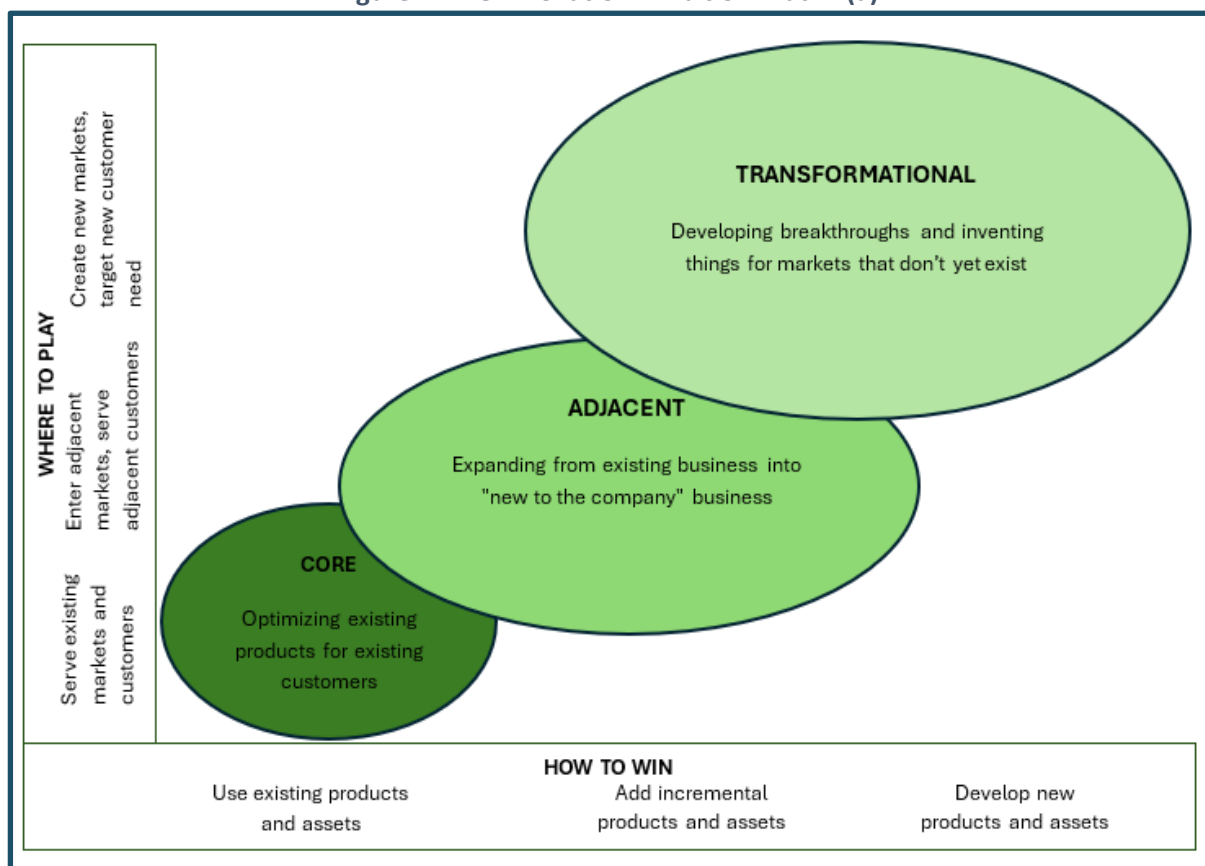 WHERE TO PLAY
Create new markets,
target new customer
need
Enter adjacent
markets, serve
adjacent customers
Serve existing
markets and
customers
TRANSFORMATIONAL
Developing breakthroughs and inventing
things for markets that don't yet exist
ADJACENT
Expanding from existing business into
"new to the company" business
CORE
Optimizing existing
products for existing
customers
HOW TO WIN
Use existing products
and assets
Add incremental
products and assets
Develop new
products and assets